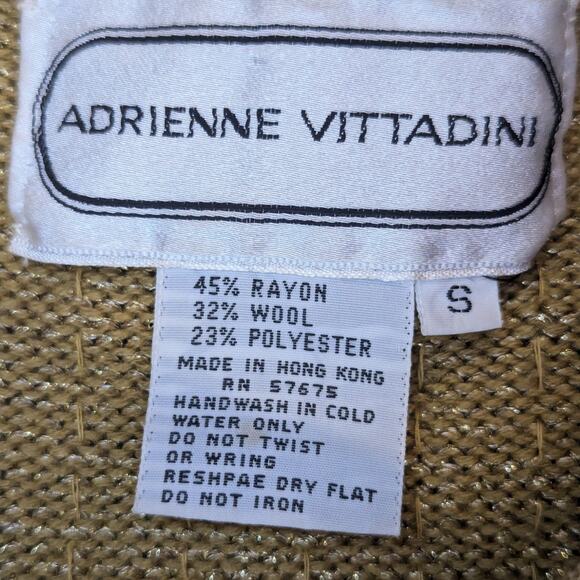 ADRIENNE VITTADINI
45% RAYON
32% WOOL
23% POLYESTER
MADE IN HONG KONG
RN 57675
HANDWASH IN COLD
WATER ONLY
DO NOT TWIST
OR WRING
RESHPAE DRY FLAT
DO NOT IRON
S